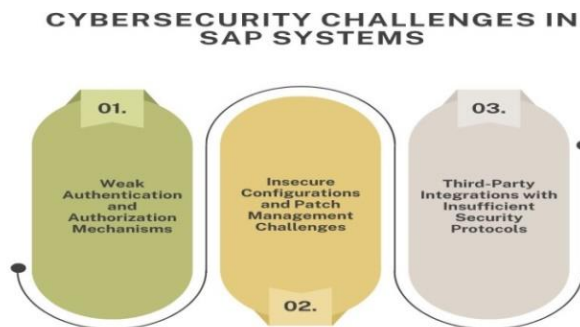 CYBERSECURITY CHALLENGES IN
SAP SYSTEMS
01.
Weak
Authentication
and
Authorization
Mechanisms
Insecure
Configurations
and Patch
Management
Challenges
02.
03.
Third-Party
Integrations with
Insufficient
Security
Protocols